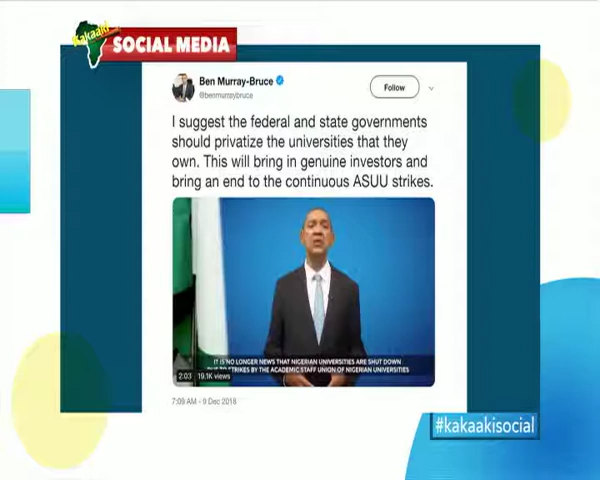 Kakaaki
SOCIAL MEDIA
Ben Murray-Bruce
@benmurraybruce
Follow
I suggest the federal and state governments
should privatize the universities that they
own. This will bring in genuine investors and
bring an end to the continuous ASUU strikes.
IT IS NO LONGER NEWS THAT NIGERIAN UNIVERSITIES ARE SHUT DOWN
DUE TO STRIKES BY THE ACADEMIC STAFF UNION OF NIGERIAN UNIVERSITIES
2:03 19.1K views
7:09 AM - 9 Dec 2018
#kakaakisocial